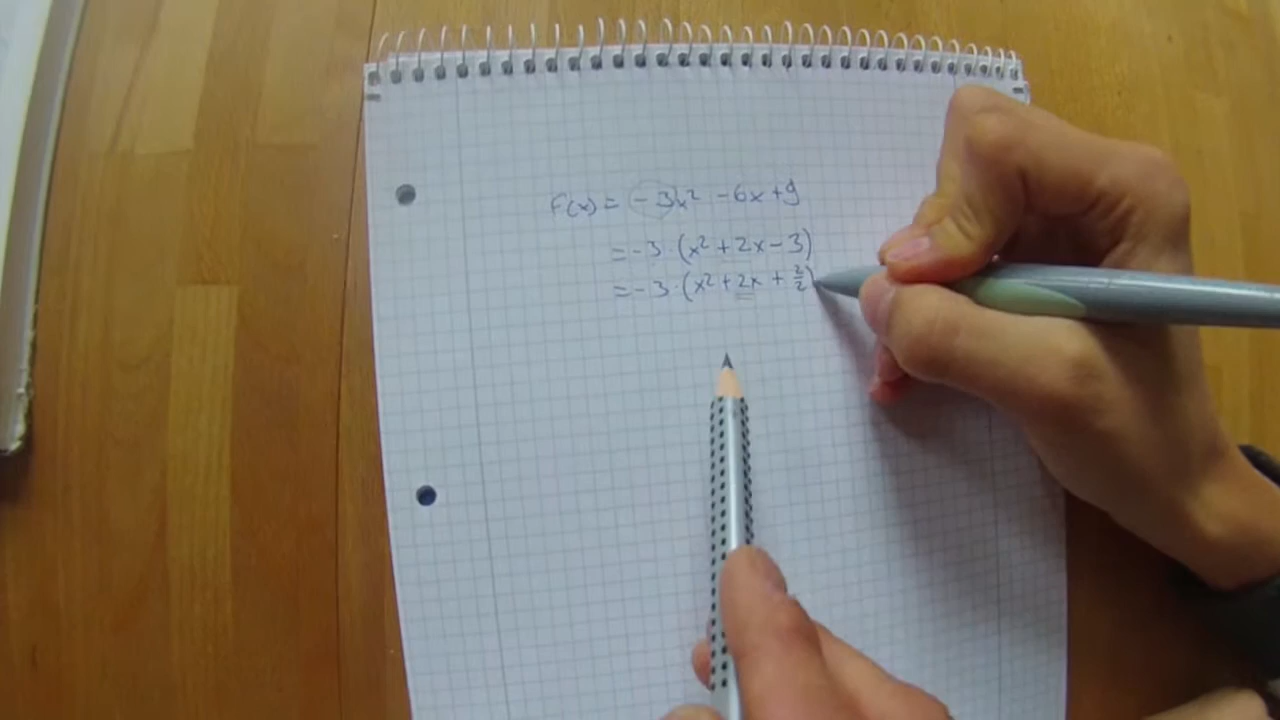 f(x) = -3x² - 6x + 9
= -3 · (x² + 2x - 3)
= -3 · (x² + 2x + 2/2)